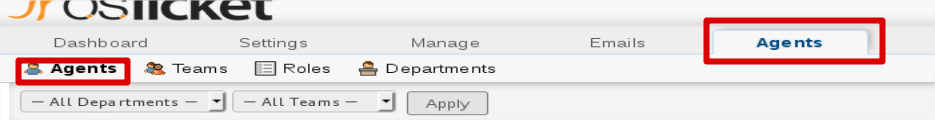 osTicket
Dashboard Settings Manage Emails Agents
Agents Teams Roles Departments
— All Departments — — All Teams — Apply